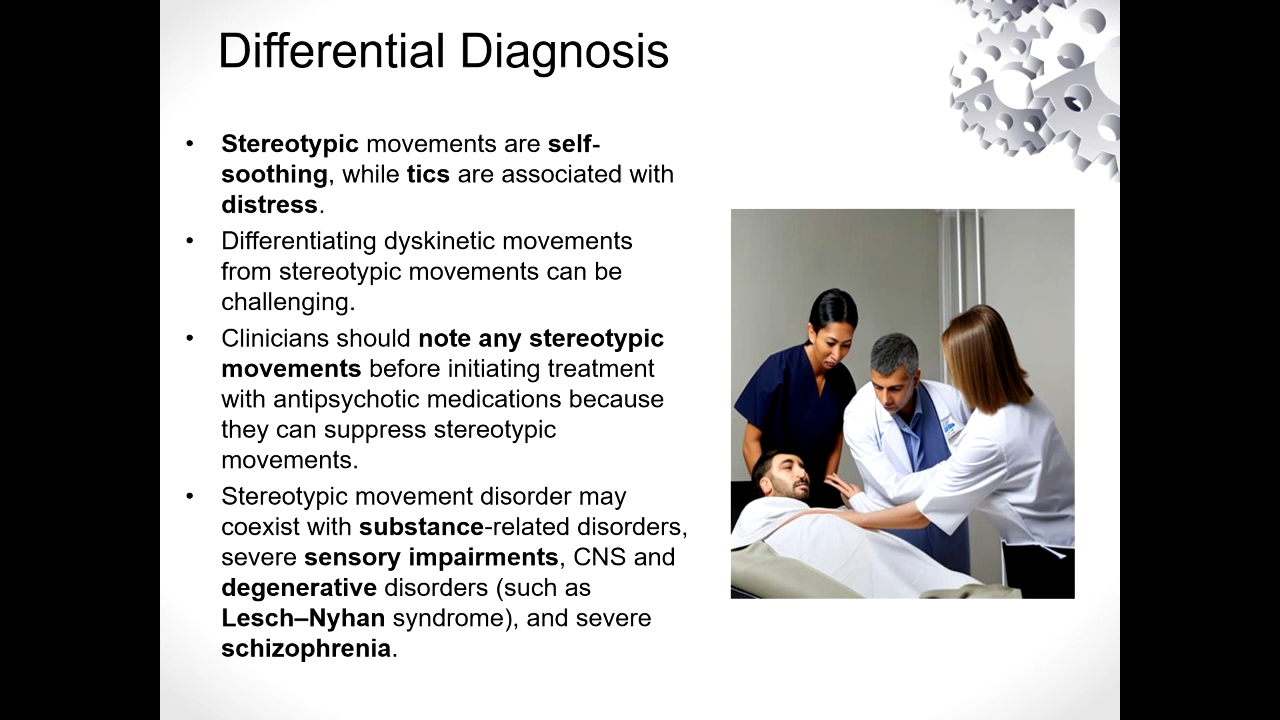 Differential Diagnosis
• Stereotypic movements are self-
soothing, while tics are associated with
distress.
• Differentiating dyskinetic movements
from stereotypic movements can be
challenging.
• Clinicians should note any stereotypic
movements before initiating treatment
with antipsychotic medications because
they can suppress stereotypic
movements.
• Stereotypic movement disorder may
coexist with substance-related disorders,
severe sensory impairments, CNS and
degenerative disorders (such as
Lesch–Nyhan syndrome), and severe
schizophrenia.